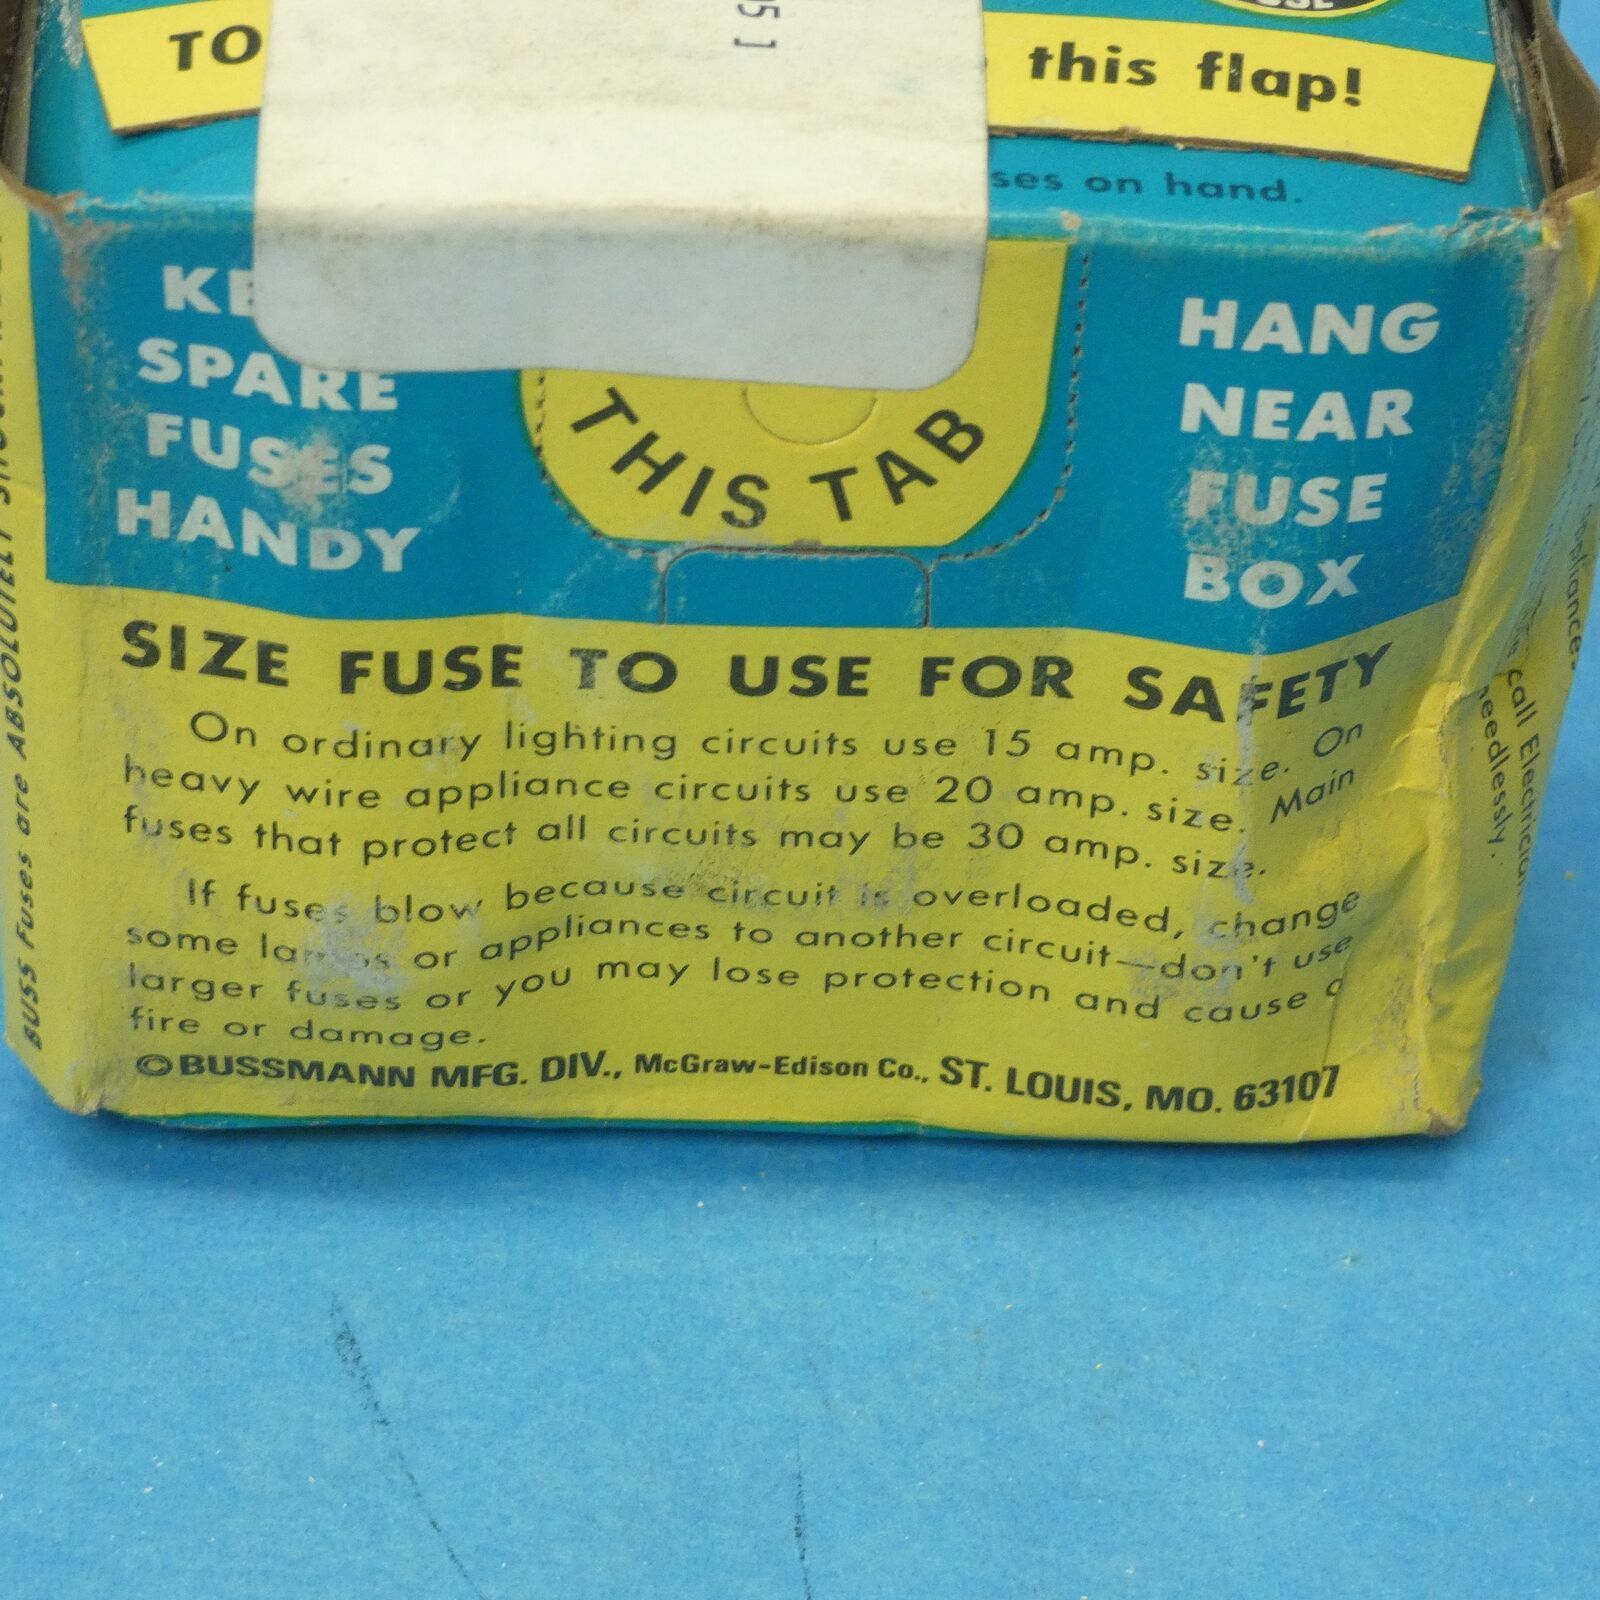 TO this flap!
on hand.
SPARE
FUSES
HANDY
THIS TAB
HANG
NEAR
FUSE
BOX
SIZE FUSE TO USE FOR SAFETY
On ordinary lighting circuits use 15 amp. size. On
heavy wire appliance circuits use 20 amp. size. Main
fuses that protect all circuits may be 30 amp. size.
If fuses blow because circuit is overloaded, change
some lamps or appliances to another circuit—don't use
larger fuses or you may lose protection and cause a
fire or damage.
©BUSSMANN MFG. DIV., McGraw-Edison Co., ST. LOUIS, MO. 63107
BUSS Fuses are ABSOLUTELY
appliance.
call Electrician
needlessly.